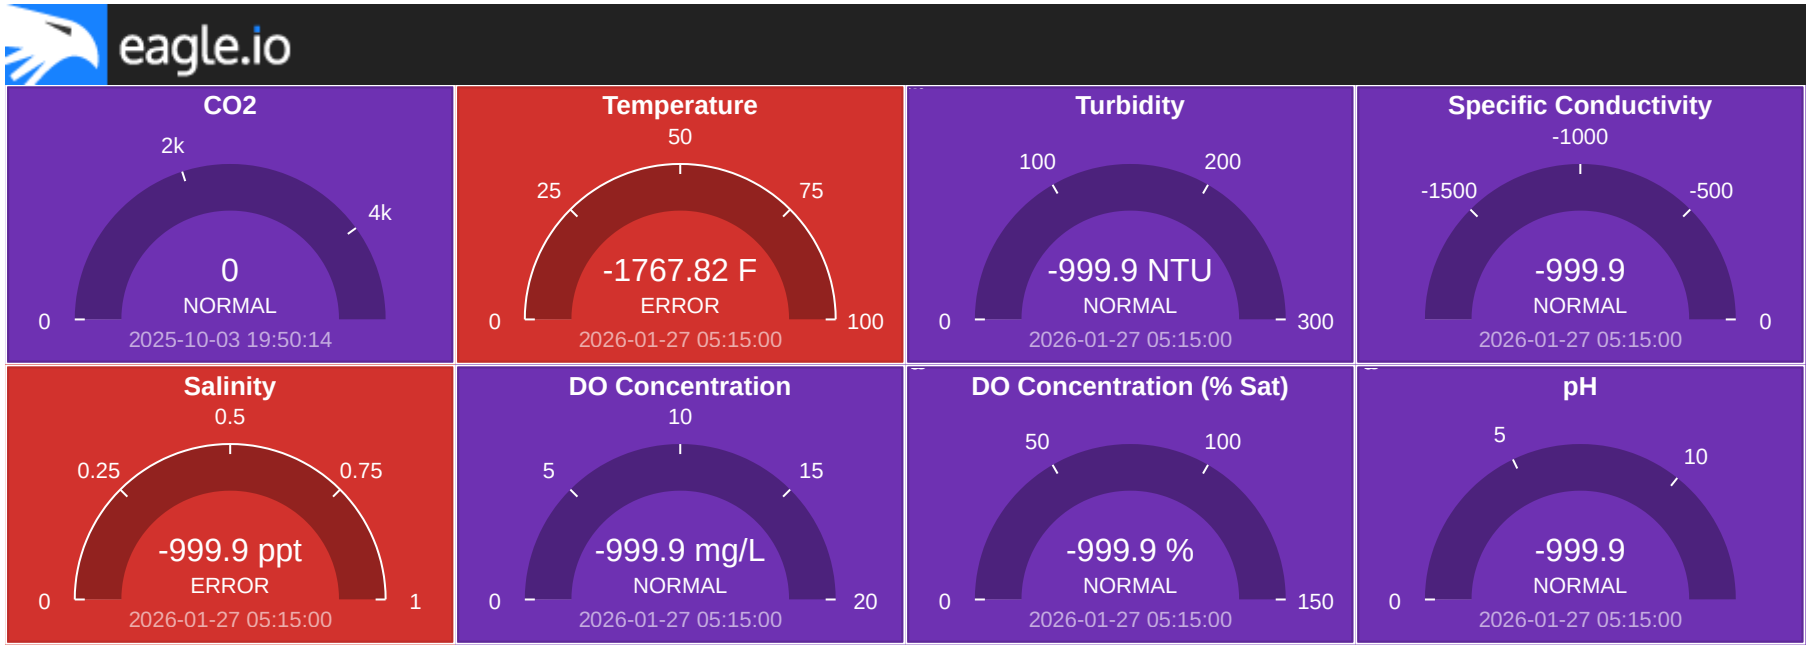 eagle.io
CO2
2k
4k
0
0
NORMAL
2025-10-03 19:50:14
Temperature
50
25
75
-1767.82 F
ERROR
0
100
2026-01-27 05:15:00
Turbidity
100
200
-999.9 NTU
NORMAL
0
300
2026-01-27 05:15:00
Specific Conductivity
-1000
-1500
-500
-999.9
NORMAL
0
2026-01-27 05:15:00
Salinity
0.5
0.25
0.75
-999.9 ppt
ERROR
0
1
2026-01-27 05:15:00
DO Concentration
10
5
15
-999.9 mg/L
NORMAL
0
20
2026-01-27 05:15:00
DO Concentration (% Sat)
50
100
-999.9 %
NORMAL
0
150
2026-01-27 05:15:00
pH
5
10
-999.9
NORMAL
0
2026-01-27 05:15:00